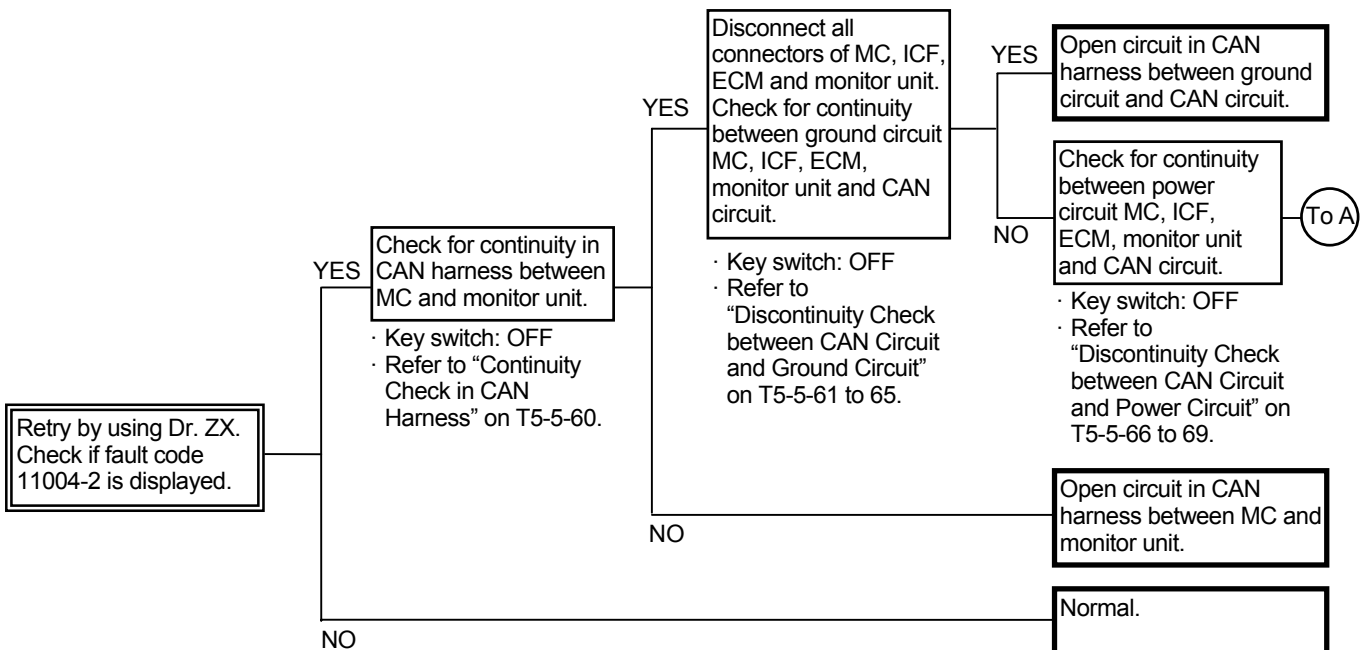 Retry by using Dr. ZX.
Check if fault code
11004-2 is displayed.
YES
Check for continuity in
CAN harness between
MC and monitor unit.
· Key switch: OFF
· Refer to “Continuity
Check in CAN
Harness” on T5-5-60.
YES
Disconnect all
connectors of MC, ICF,
ECM and monitor unit.
Check for continuity
between ground circuit
MC, ICF, ECM,
monitor unit and CAN
circuit.
· Key switch: OFF
· Refer to
“Discontinuity Check
between CAN Circuit
and Ground Circuit”
on T5-5-61 to 65.
YES
Open circuit in CAN
harness between ground
circuit and CAN circuit.
NO
Check for continuity
between power
circuit MC, ICF,
ECM, monitor unit
and CAN circuit.
To A
· Key switch: OFF
· Refer to
“Discontinuity Check
between CAN Circuit
and Power Circuit” on
T5-5-66 to 69.
NO
Open circuit in CAN
harness between MC and
monitor unit.
NO
Normal.